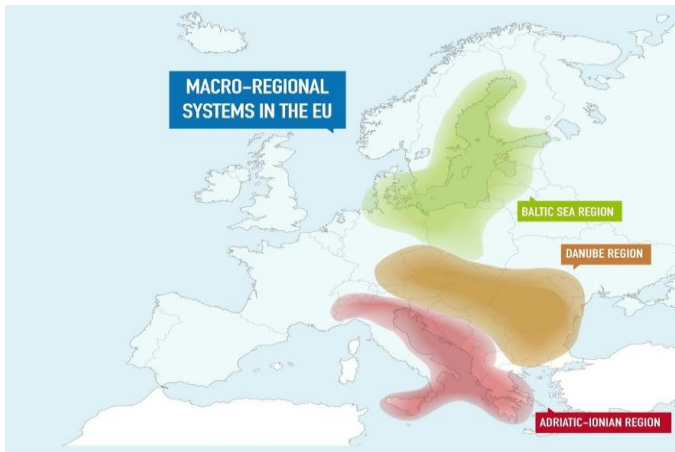 MACRO-REGIONAL
SYSTEMS IN THE EU
BALTIC SEA REGION
DANUBE REGION
ADRIATIC-IONIAN REGION